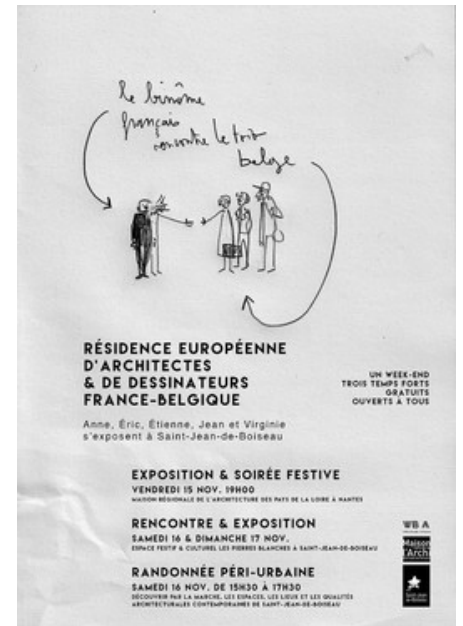 le binôme
français
rencontre le trio
belge
RÉSIDENCE EUROPÉENNE
D'ARCHITECTES
& DE DESSINATEURS
FRANCE-BELGIQUE
UN WEEK-END
TROIS TEMPS FORTS
GRATUITS
OUVERTS À TOUS
Anne, Éric, Étienne, Jean et Virginie
s'exposent à Saint-Jean-de-Boiseau
EXPOSITION & SOIRÉE FESTIVE
VENDREDI 15 NOV. 19H00
MAISON RÉGIONALE DE L'ARCHITECTURE DES PAYS DE LA LOIRE À NANTES
RENCONTRE & EXPOSITION
SAMEDI 16 & DIMANCHE 17 NOV.
ESPACE FESTIF & CULTUREL LES PIERRES BLANCHES À SAINT-JEAN-DE-BOISEAU
RANDONNÉE PÉRI-URBAINE
SAMEDI 16 NOV. DE 15H30 À 17H30
DÉCOUVRIR PAR LA MARCHE, LES ESPACES, LES LIEUX ET LES QUALITÉS
ARCHITECTURALES CONTEMPORAINES DE SAINT-JEAN-DE-BOISEAU
WB A
Maison
l'Archi
Saint-Jean
de-Boiseau